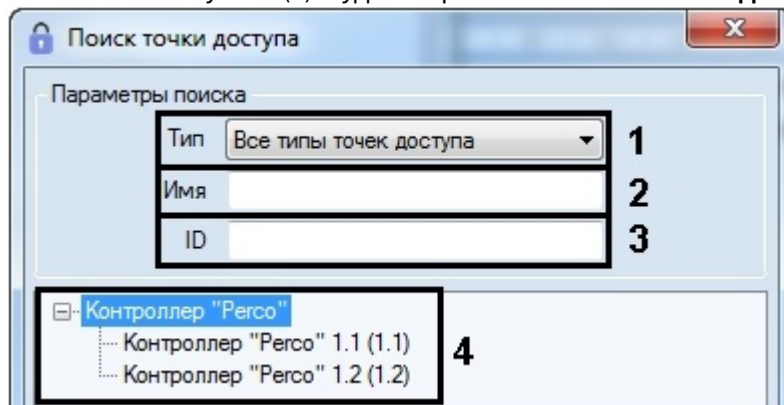 Поиск точки доступа
Параметры поиска
Тип Все типы точек доступа 1
Имя 2
ID 3
Контроллер "Perco"
Контроллер "Perco" 1.1 (1.1)
Контроллер "Perco" 1.2 (1.2)
4